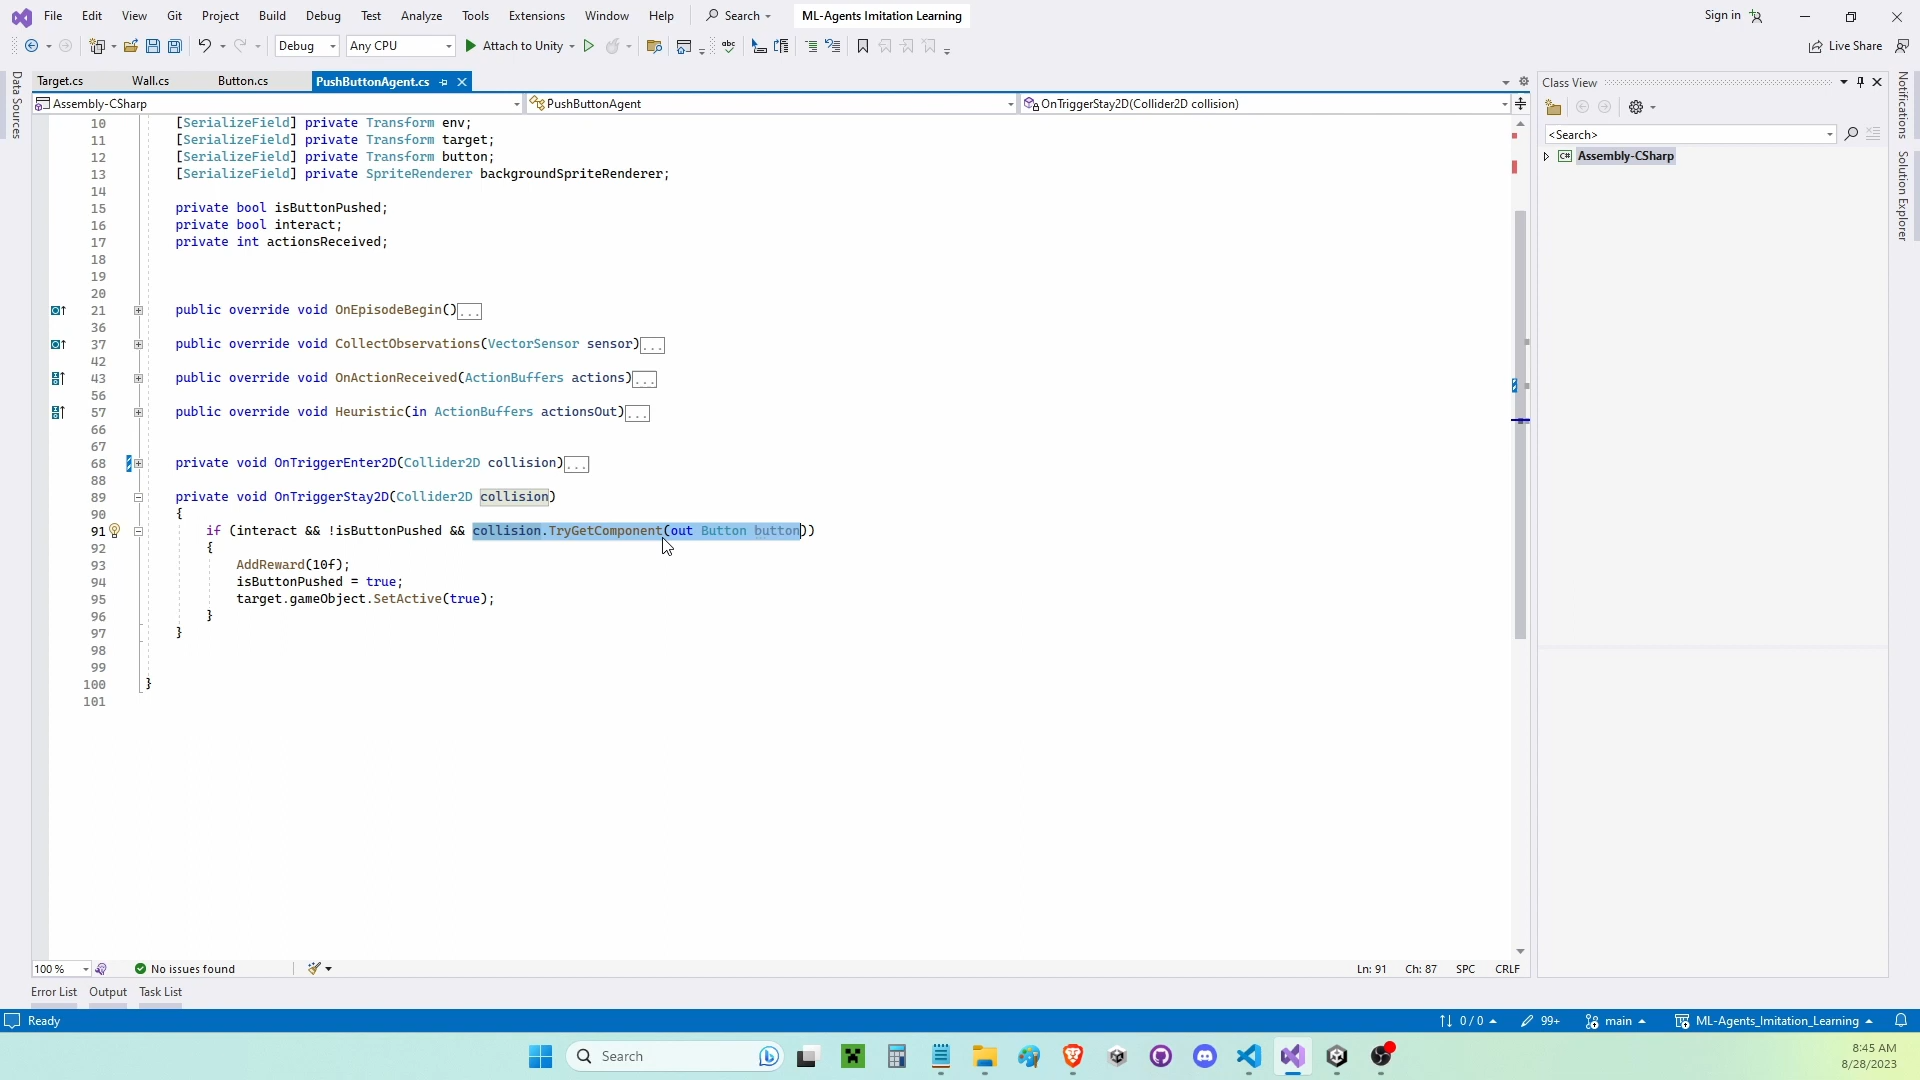 File Edit View Git Project Build Debug Test Analyze Tools Extensions Window Help Search ML-Agents Imitation Learning Sign in
Debug Any CPU Attach to Unity Live Share
Data Sources
Target.cs Wall.cs Button.cs PushButtonAgent.cs
Assembly-CSharp PushButtonAgent OnTriggerStay2D(Collider2D collision)
10 [SerializeField] private Transform env;
11 [SerializeField] private Transform target;
12 [SerializeField] private Transform button;
13 [SerializeField] private SpriteRenderer backgroundSpriteRenderer;
14
15 private bool isButtonPushed;
16 private bool interact;
17 private int actionsReceived;
18
19
20
21 public override void OnEpisodeBegin()...
36
37 public override void CollectObservations(VectorSensor sensor)...
42
43 public override void OnActionReceived(ActionBuffers actions)...
56
57 public override void Heuristic(in ActionBuffers actionsOut)...
66
67
68 private void OnTriggerEnter2D(Collider2D collision)...
88
89 private void OnTriggerStay2D(Collider2D collision)
90 {
91 if (interact && !isButtonPushed && collision.TryGetComponent(out Button button))
92 {
93 AddReward(10f);
94 isButtonPushed = true;
95 target.gameObject.SetActive(true);
96 }
97 }
98
99
100 }
101
Class View
<Search>
C# Assembly-CSharp
Notifications
Solution Explorer
100 % No issues found Ln: 91 Ch: 87 SPC CRLF
Error List Output Task List
Ready 0 / 0 99+ main ML-Agents_Imitation_Learning
Search
8:45 AM
8/28/2023